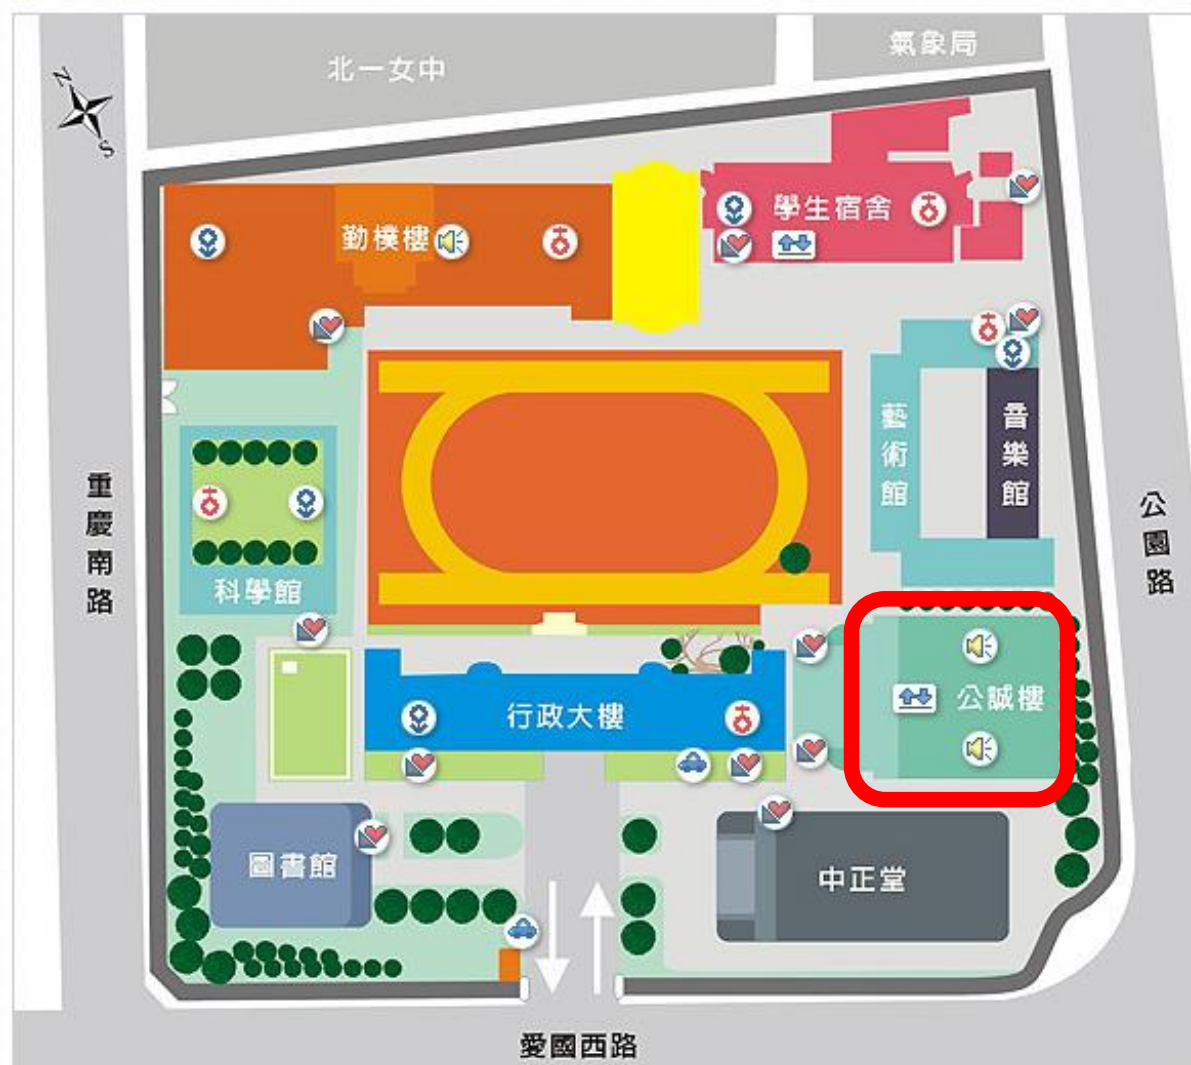 北一女中
氣象局
N
S
勤樸樓
學生宿舍
藝術館
音樂館
重慶南路
公園路
科學館
行政大樓
公誠樓
圖書館
中正堂
愛國西路